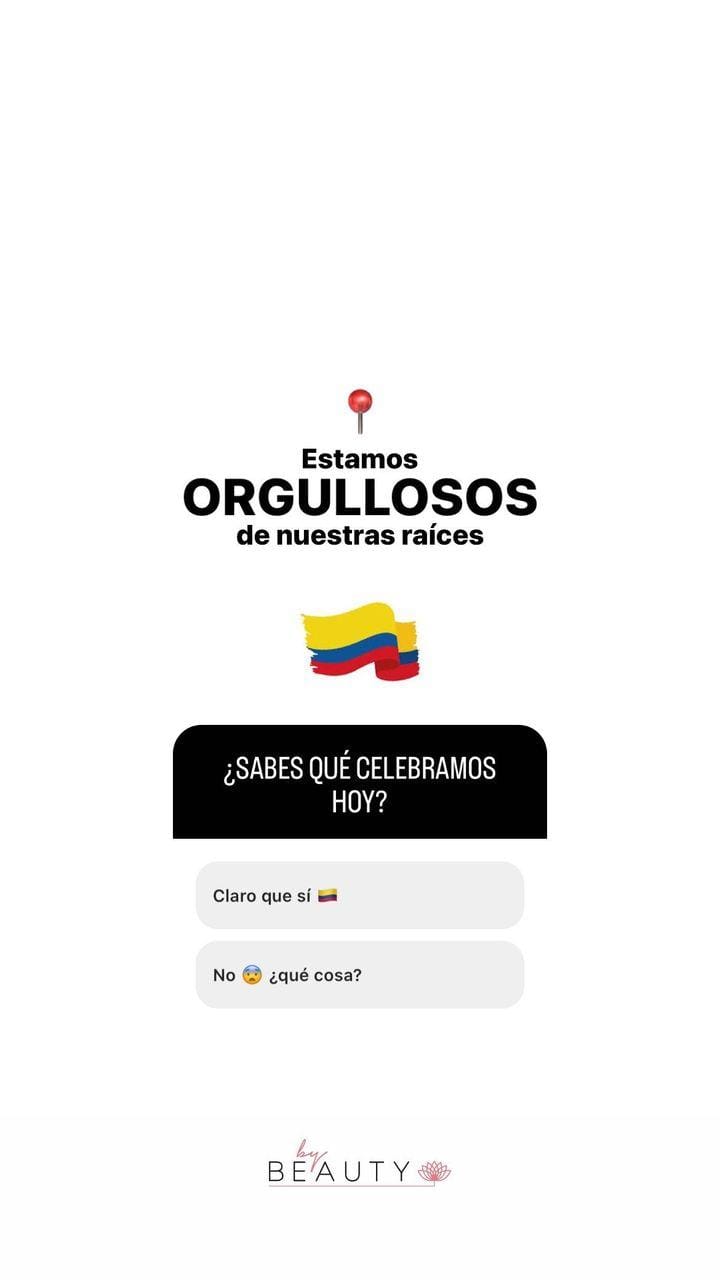 Estamos
ORGULLOSOS
de nuestras raíces
¿SABES QUÉ CELEBRAMOS
HOY?
Claro que sí 🇨🇴
No 😨 ¿qué cosa?
by
BEAUTY